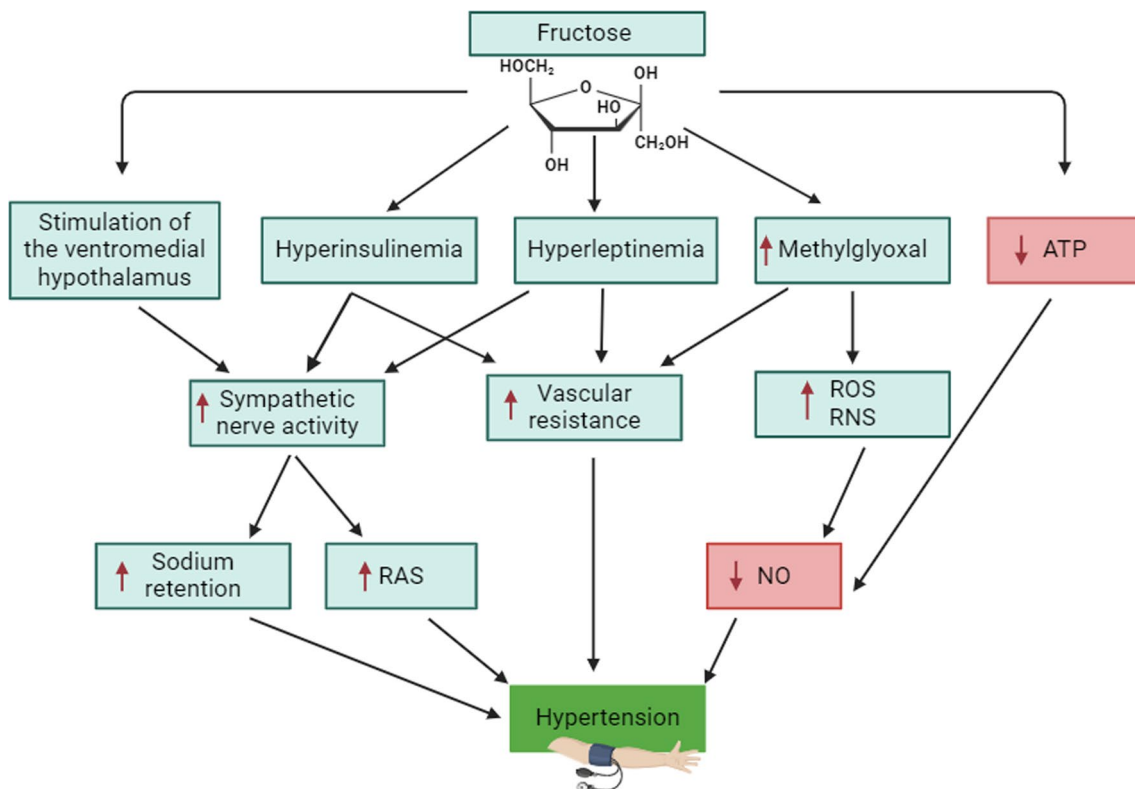 Fructose
HOCH₂
OH
O
HO
CH₂OH
OH
Stimulation of
the ventromedial
hypothalamus
Hyperinsulinemia
Hyperleptinemia
Methylglyoxal
ATP
Sympathetic
nerve activity
Vascular
resistance
ROS
RNS
Sodium
retention
RAS
NO
Hypertension